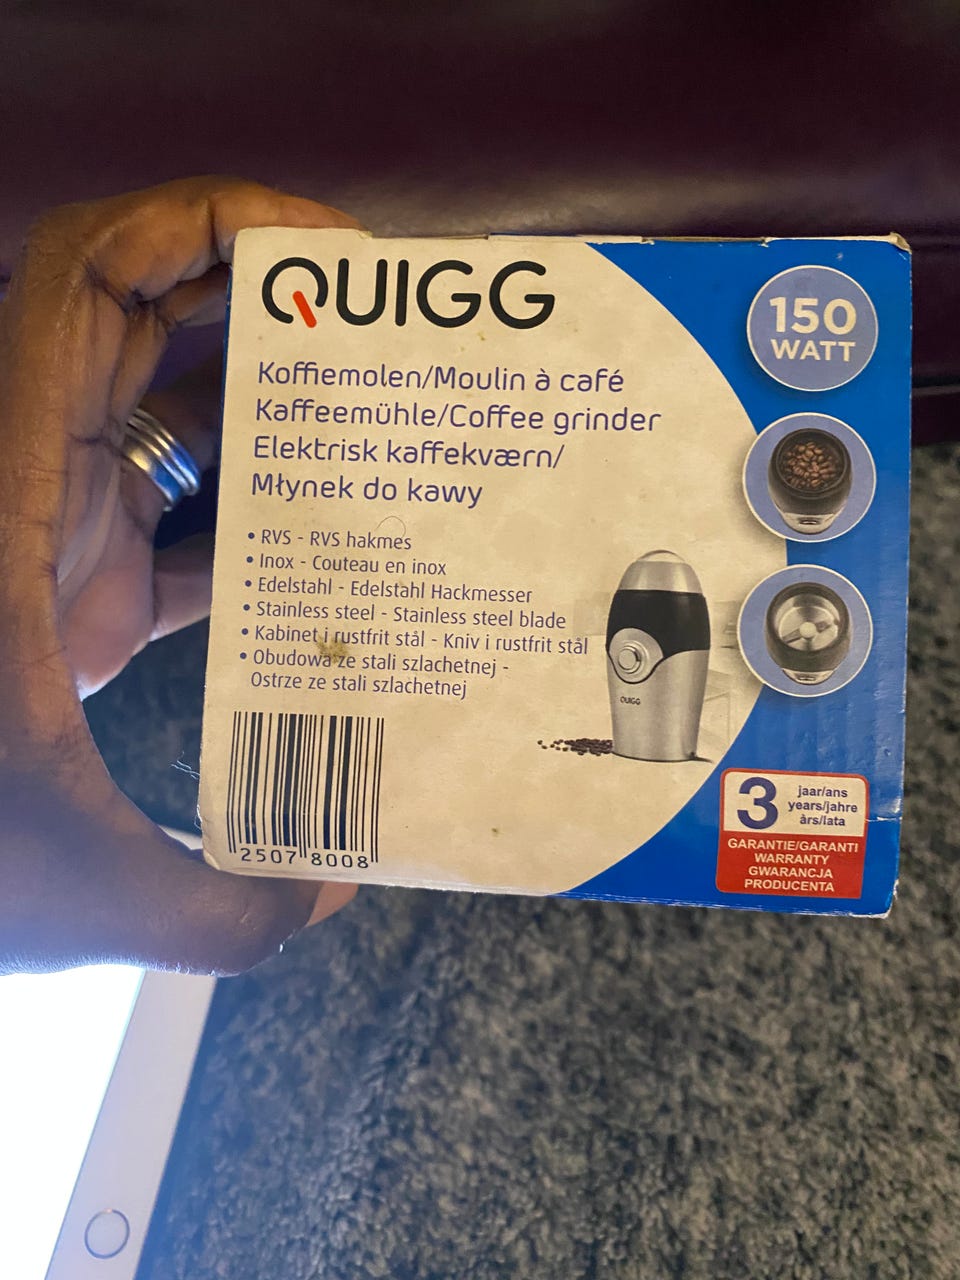 QUIGG
Koffiemolen/Moulin à café
Kaffeemühle/Coffee grinder
Elektrisk kaffekværn/
Młynek do kawy
• RVS - RVS hakmes
• Inox - Couteau en inox
• Edelstahl - Edelstahl Hackmesser
• Stainless steel - Stainless steel blade
• Kabinet i rustfrit stål - Kniv i rustfrit stål
• Obudowa ze stali szlachetnej -
Ostrze ze stali szlachetnej
2507 8008
150
WATT
QUIGG
3
jaar/ans
years/jahre
års/lata
GARANTIE/GARANTI
WARRANTY
GWARANCJA
PRODUCENTA